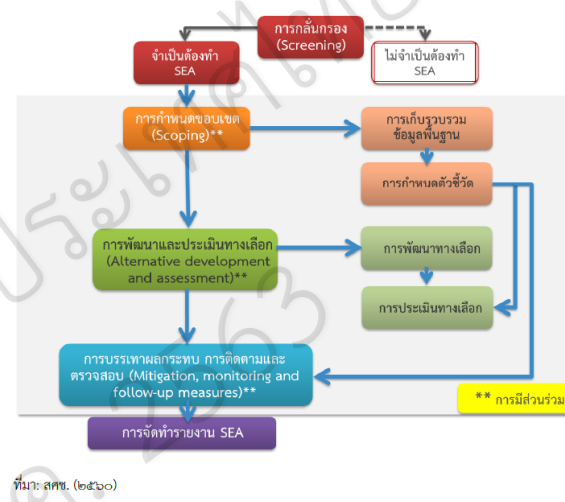 การกลั่นกรอง
(Screening)
จำเป็นต้องทำ
SEA
ไม่จำเป็นต้องทำ
SEA
การกำหนดขอบเขต
(Scoping)**
การเก็บรวบรวม
ข้อมูลพื้นฐาน
การกำหนดตัวชี้วัด
การพัฒนาและประเมินทางเลือก
(Alternative development
and assessment)**
การพัฒนาทางเลือก
การประเมินทางเลือก
การบรรเทาผลกระทบ การติดตามและ
ตรวจสอบ (Mitigation, monitoring and
follow-up measures)**
** การมีส่วนร่วม
การจัดทำรายงาน SEA
ที่มา: สศช. (๒๕๖๐)
ประเทศไทย
2563